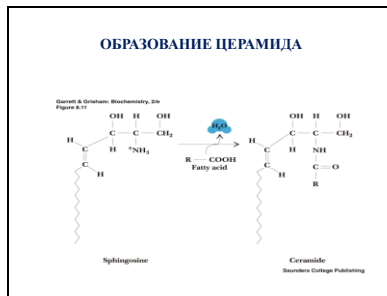 ОБРАЗОВАНИЕ ЦЕРАМИДА
Garrett & Grisham: Biochemistry, 2/e
Figure 8.11
OH H OH
C C CH₂
H
C H ⁺NH₃
C
H
H₂O
R — COOH
Fatty acid
OH H OH
C C CH₂
H
C H NH
C
H C=O
R
Sphingosine
Ceramide
Saunders College Publishing